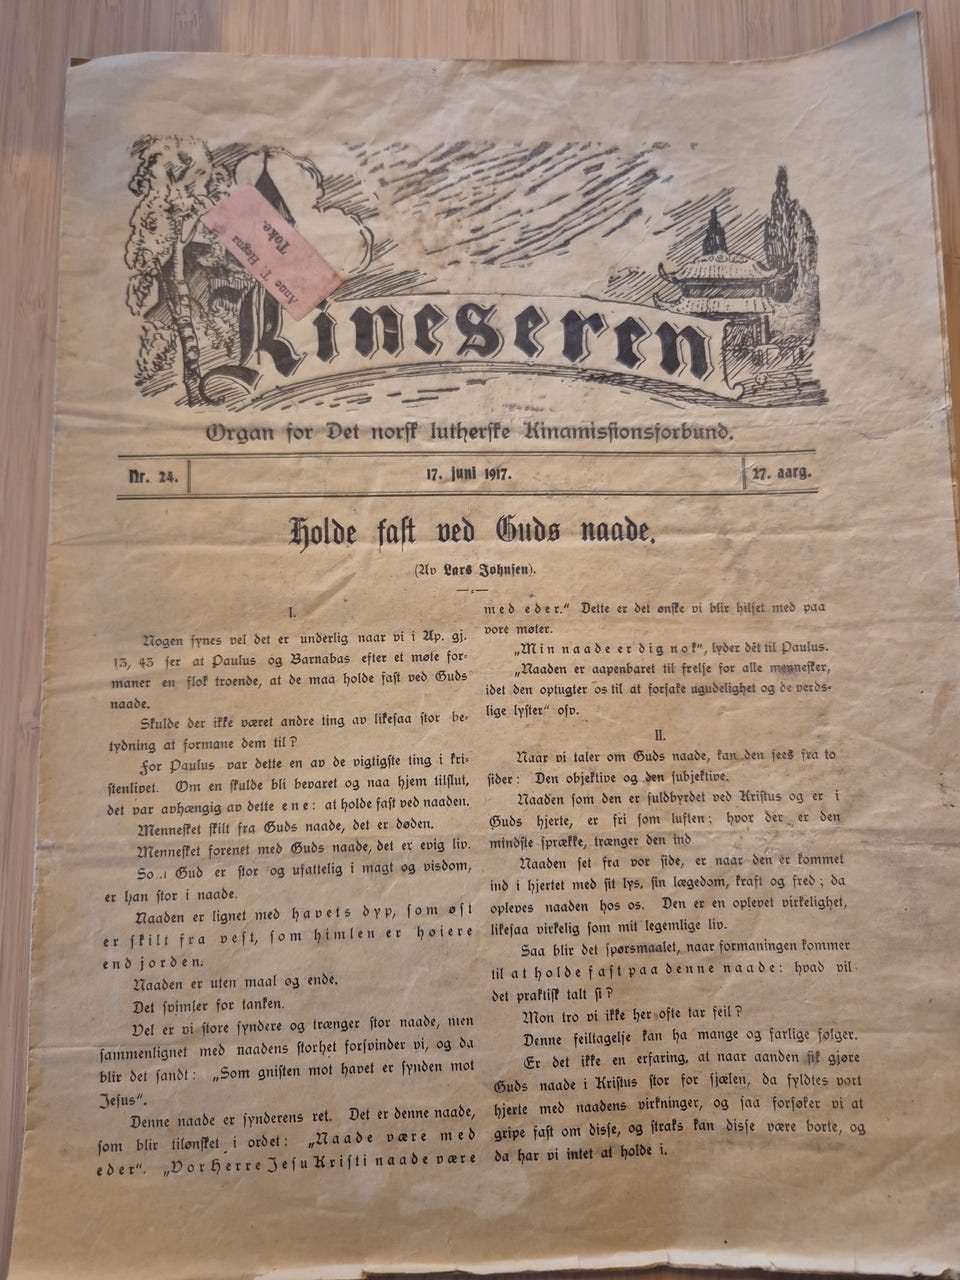 Anne T. Hegna
Toke.
Kineseren
Organ for Det norsk lutherske Kinamissionsforbund.
Nr. 24.
17. juni 1917.
27. aarg.
Holde fast ved Guds naade.
(Av Lars Johnsen).
I.
Nogen synes vel det er underlig naar vi i Ap. gj.
13, 43 ser at Paulus og Barnabas efter et møte for-
maner en flok troende, at de maa holde fast ved Guds
naade.
Skulde der ikke været andre ting av likesaa stor be-
tydning at formane dem til?
For Paulus var dette en av de vigtigste ting i kri-
stenlivet. Om en skulde bli bevaret og naa hjem tilslut,
det var avhængig av dette ene: at holde fast ved naaden.
Mennesket skilt fra Guds naade, det er døden.
Mennesket forenet med Guds naade, det er evig liv.
So.. Gud er stor og ufattelig i magt og visdom,
er han stor i naade.
Naaden er lignet med havets dyp, som øst
er skilt fra vest, som himlen er høiere
end jorden.
Naaden er uten maal og ende.
Det svimler for tanken.
Vel er vi store syndere og trænger stor naade, men
sammenlignet med naadens storhet forsvinder vi, og da
blir det sandt: „Som gnisten mot havet er synden mot
Jesus“.
Denne naade er synderens ret. Det er denne naade,
som blir tilønsket i ordet: „Naade være med
eder“. „Vor Herre Jesu Kristi naade være
med eder.“ Dette er det ønske vi blir hilset med paa
vore møter.
„Min naade er dig nok“, lyder det til Paulus.
„Naaden er aapenbaret til frelse for alle mennesker,
idet den optugter os til at forsake ugudelighet og de verds-
lige lyster“ osv.
II.
Naar vi taler om Guds naade, kan den sees fra to
sider: Den objektive og den subjektive.
Naaden som den er fuldbyrdet ved Kristus og er i
Guds hjerte, er fri som luften; hvor der er den
mindste sprække, trænger den ind
Naaden set fra vor side, er naar den er kommet
ind i hjertet med sit lys, sin lægedom, kraft og fred; da
opleves naaden hos os. Den er en oplevet virkelighet,
likesaa virkelig som mit legemlige liv.
Saa blir det spørsmaalet, naar formaningen kommer
til at holde fast paa denne naade: hvad vil
det praktisk talt si?
Mon tro vi ikke her ofte tar feil?
Denne feiltagelse kan ha mange og farlige følger.
Er det ikke en erfaring, at naar aanden fik gjøre
Guds naade i Kristus stor for sjælen, da fyldtes vort
hjerte med naadens virkninger, og saa forsøker vi at
gripe fast om disse, og straks kan disse være borte, og
da har vi intet at holde i.